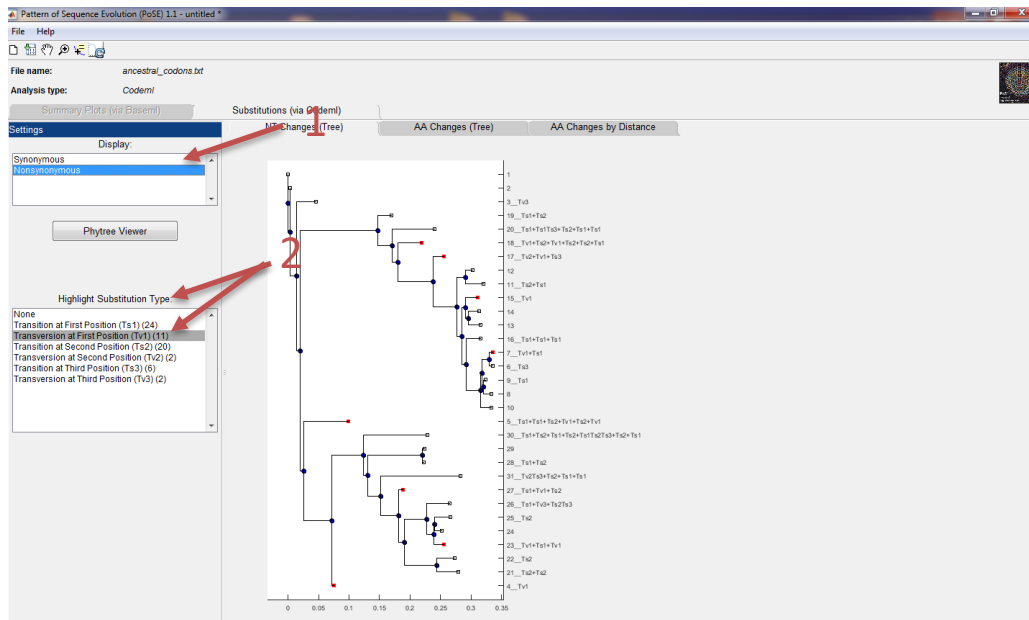 Pattern of Sequence Evolution (PoSE) 1.1 - untitled *
File Help
File name: ancestral_codons.txt
Analysis type: Codeml
Summary Plots (via Baseml) Substitutions (via Codeml)
Settings
NT Changes (Tree) AA Changes (Tree) AA Changes by Distance
1
Display:
Synonymous
Nonsynonymous
Phytree Viewer
2
Highlight Substitution Type:
None
Transition at First Position (Ts1) (24)
Transversion at First Position (Tv1) (11)
Transition at Second Position (Ts2) (20)
Transversion at Second Position (Tv2) (2)
Transition at Third Position (Ts3) (6)
Transversion at Third Position (Tv3) (2)
1
2
3__Tv3
19__Ts1+Ts2
20__Ts1+Ts1Ts3+Ts2+Ts1+Ts1
18__Tv1+Ts2+Tv1+Ts2+Ts2+Ts1
17__Tv2+Tv1+Ts3
12
11__Ts2+Ts1
15__Tv1
14
13
16__Ts1+Ts1+Ts1
7__Tv1+Ts1
6__Ts3
9__Ts1
8
10
5__Ts1+Ts1+Ts2+Tv1+Ts2+Tv1
30__Ts1+Ts2+Ts1+Ts2+Ts1Ts2Ts3+Ts2+Ts1
29
28__Ts1+Ts2
31__Tv2Ts3+Ts2+Ts1+Ts1
27__Ts1+Tv1+Ts2
26__Ts1+Tv3+Ts2Ts3
25__Ts2
24
23__Tv1+Ts1+Tv1
22__Ts2
21__Ts2+Ts2
4__Tv1
0 0.05 0.1 0.15 0.2 0.25 0.3 0.35